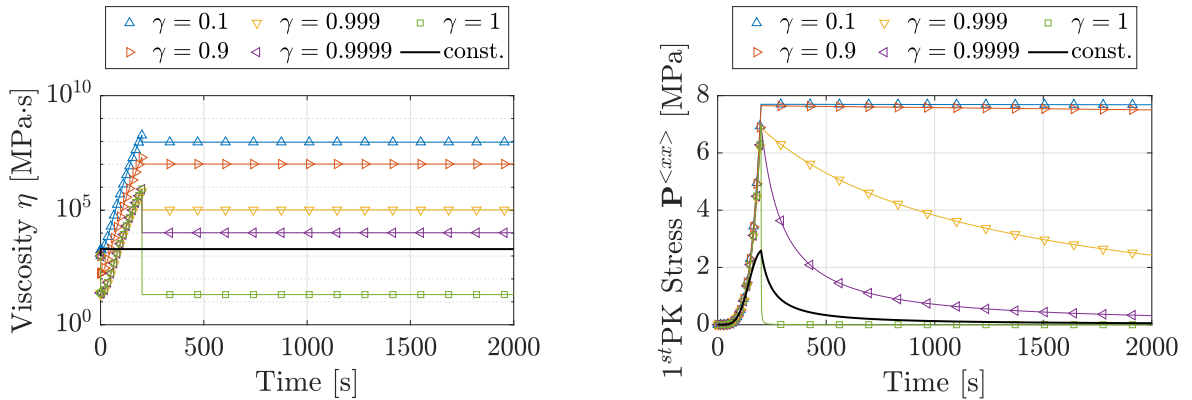 γ = 0.1 γ = 0.999 γ = 1
γ = 0.9 γ = 0.9999 const.
Viscosity η [MPa·s]
10^10
10^5
10^0
0 500 1000 1500 2000
Time [s]
γ = 0.1 γ = 0.999 γ = 1
γ = 0.9 γ = 0.9999 const.
1^{st}PK Stress P^{<xx>} [MPa]
8
6
4
2
0
0 500 1000 1500 2000
Time [s]